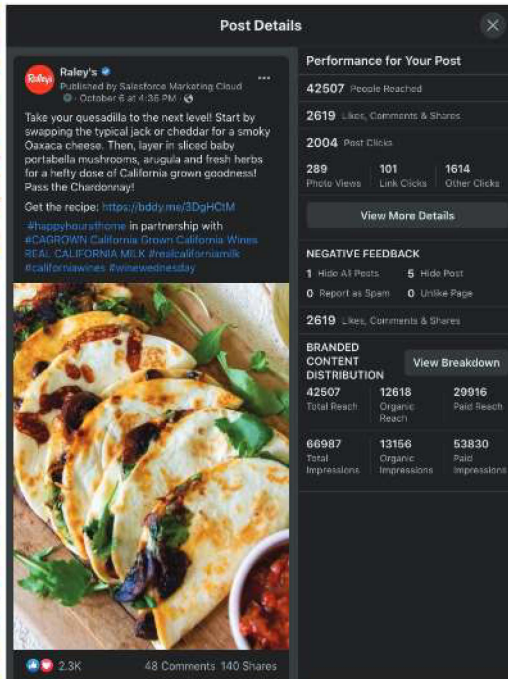 Post Details
Raley's
Raley's
Published by Salesforce Marketing Cloud
· October 6 at 4:36 PM ·
Take your quesadilla to the next level! Start by
swapping the typical jack or cheddar for a smoky
Oaxaca cheese. Then, layer in sliced baby
portabella mushrooms, arugula and fresh herbs
for a hefty dose of California grown goodness!
Pass the Chardonnay!
Get the recipe: https://bddy.me/3DgHCtM
#happyhourathome in partnership with
#CAGROWN California Grown California Wines
REAL CALIFORNIA MILK #realcaliforniamilk
#californiawines #winewednesday
2.3K
48 Comments 140 Shares
Performance for Your Post
42507 People Reached
2619 Likes, Comments & Shares
2004 Post Clicks
289 101 1614
Photo Views Link Clicks Other Clicks
View More Details
NEGATIVE FEEDBACK
1 Hide All Posts 5 Hide Post
0 Report as Spam 0 Unlike Page
2619 Likes, Comments & Shares
BRANDED
CONTENT
DISTRIBUTION
View Breakdown
42507 12618 29916
Total Reach Organic Reach Paid Reach
66987 13156 53830
Total Impressions Organic Impressions Paid Impressions